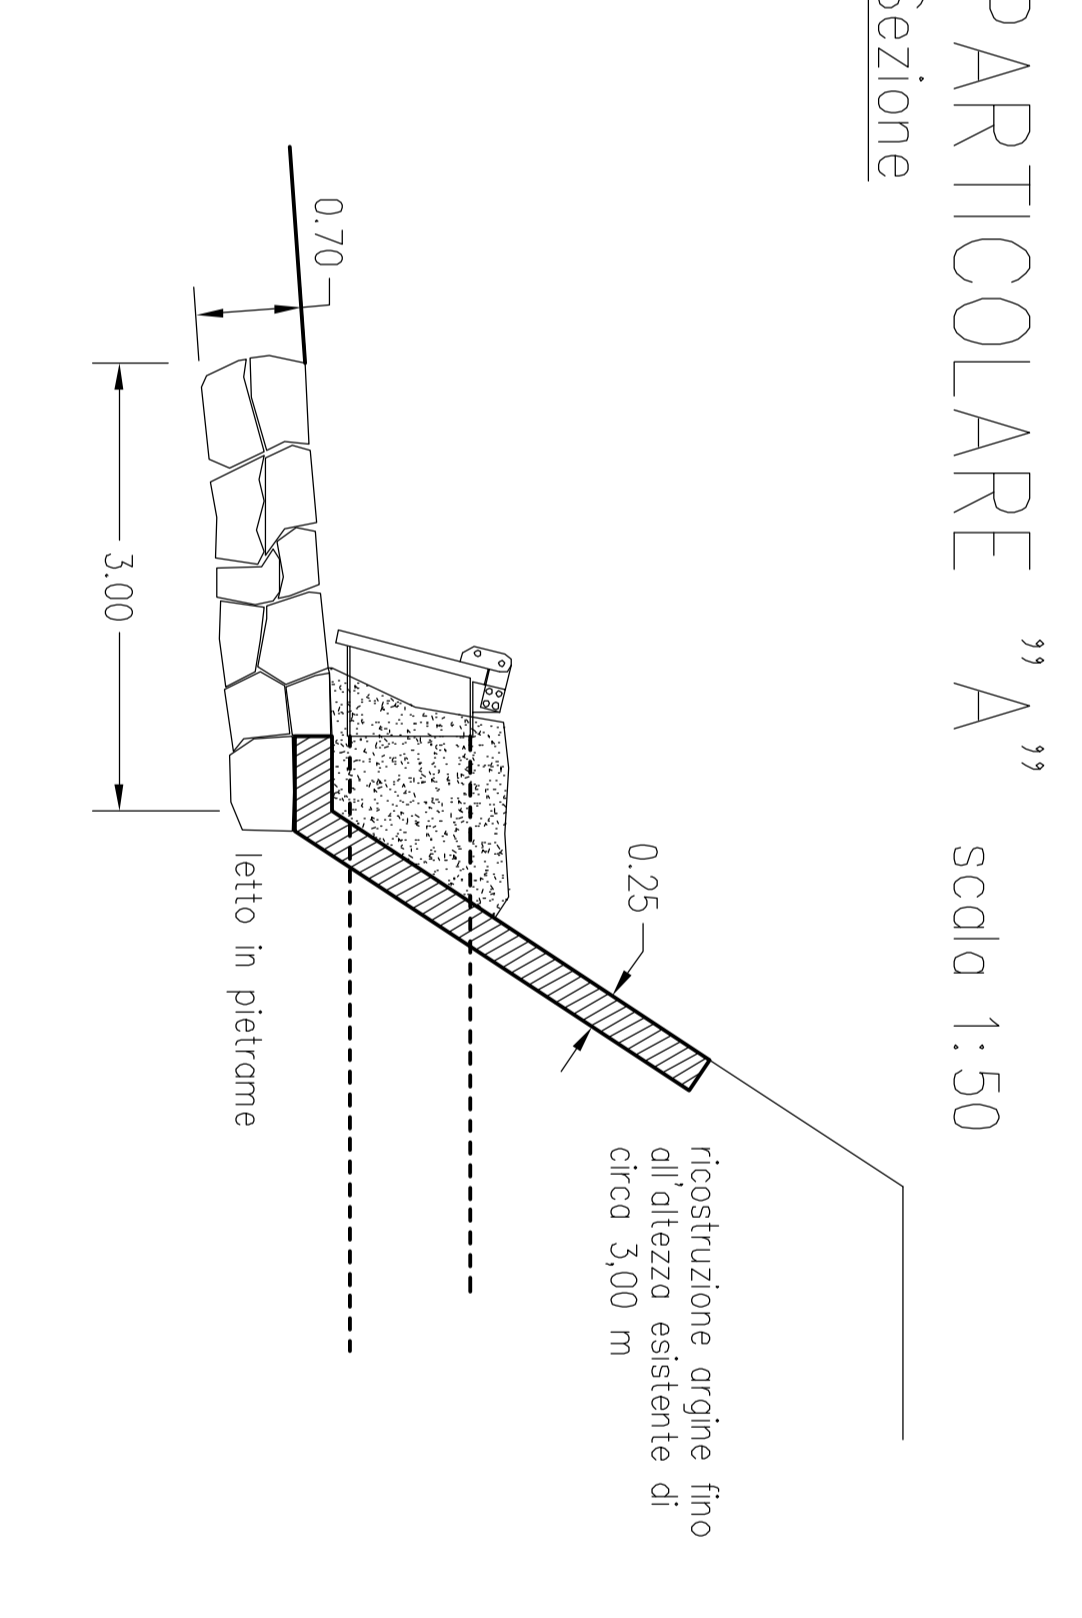 PARTICOLARE " A " scala 1:50
Sezione
0.70
3.00
0.25
letto in pietrame
ricostruzione argine fino
all'altezza esistente di
circa 3,00 m